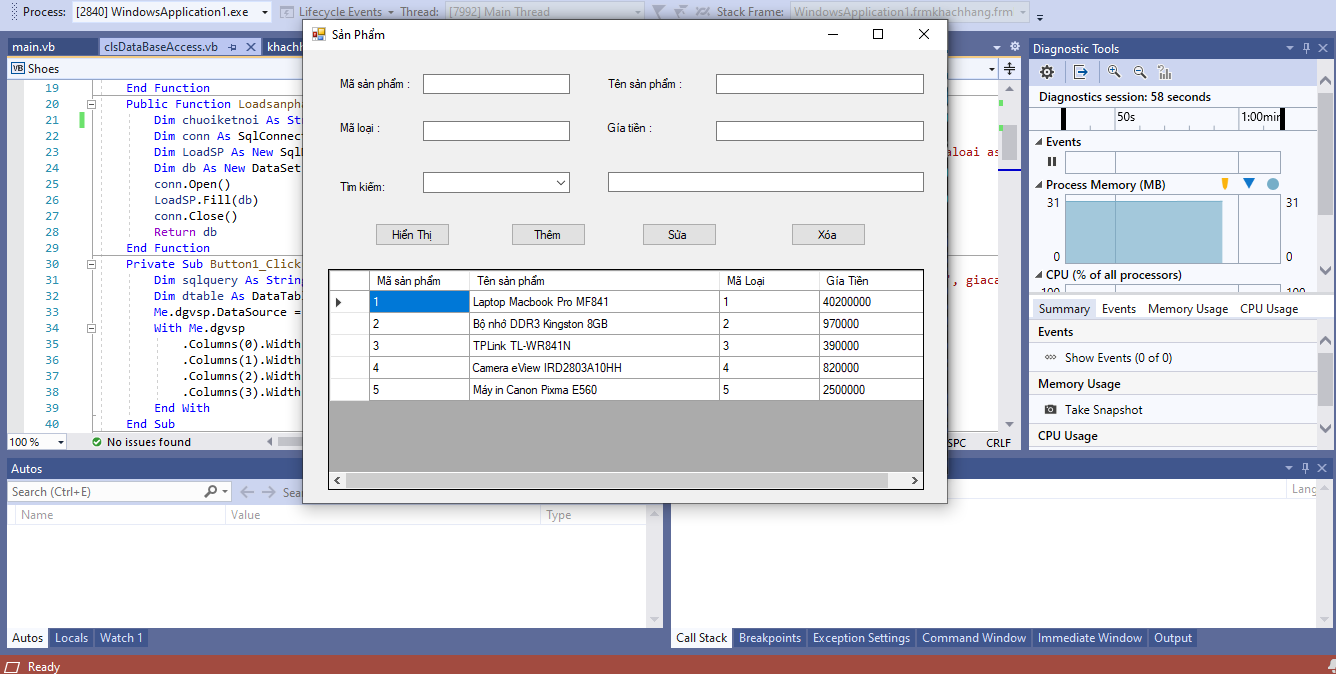 Process: [2840] WindowsApplication1.exe Lifecycle Events Thread: [7992] Main Thread Stack Frame: WindowsApplication1.frmkhachhang.frm
main.vb clsDataBaseAccess.vb khachh
Shoes
19 End Function
20 Public Function Loadsanpha
21 Dim chuoiketnoi As St
22 Dim conn As SqlConnec
23 Dim LoadSP As New Sql
24 Dim db As New DataSet
25 conn.Open()
26 LoadSP.Fill(db)
27 conn.Close()
28 Return db
29 End Function
30 Private Sub Button1_Click
31 Dim sqlquery As Strin
32 Dim dtable As DataTab
33 Me.dgvsp.DataSource =
34 With Me.dgvsp
35 .Columns(0).Width
36 .Columns(1).Width
37 .Columns(2).Width
38 .Columns(3).Width
39 End With
40 End Sub
aloai as
", giaca
100 % No issues found
SPC CRLF
Sản Phẩm
Mã sản phẩm : Tên sản phẩm :
Mã loại : Gía tiền :
Tìm kiếm:
Hiển Thị Thêm Sửa Xóa
Mã sản phẩm Tên sản phẩm Mã Loại Gía Tiền
1 Laptop Macbook Pro MF841 1 40200000
2 Bộ nhớ DDR3 Kingston 8GB 2 970000
3 TPLink TL-WR841N 3 390000
4 Camera eView IRD2803A10HH 4 820000
5 Máy in Canon Pixma E560 5 2500000
Diagnostic Tools
Diagnostics session: 58 seconds
50s 1:00min
Events
Process Memory (MB)
31 31
0 0
CPU (% of all processors)
100 100
Summary Events Memory Usage CPU Usage
Events
Show Events (0 of 0)
Memory Usage
Take Snapshot
CPU Usage
Autos
Search (Ctrl+E) Sea
Name Value Type
Lang
Autos Locals Watch 1
Call Stack Breakpoints Exception Settings Command Window Immediate Window Output
Ready